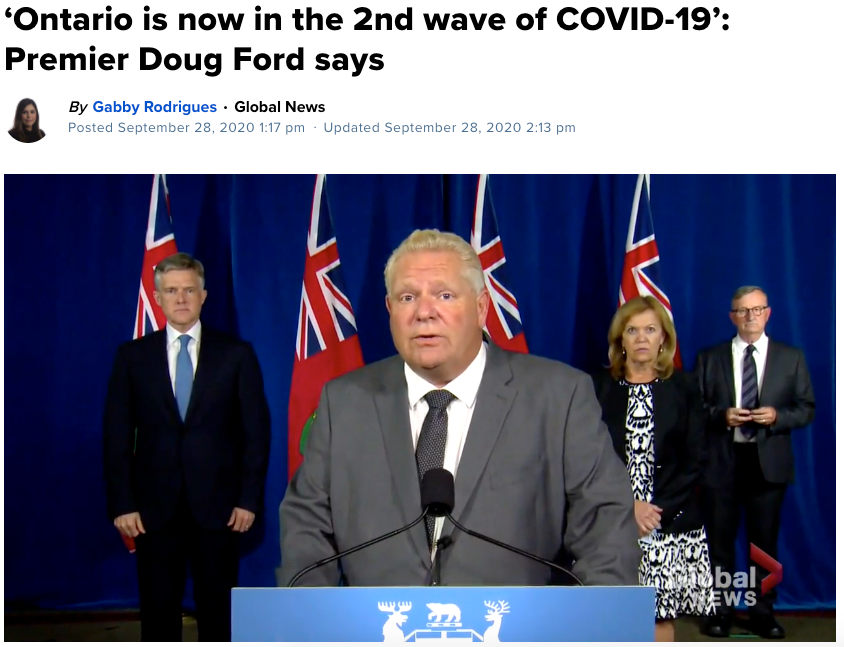 ‘Ontario is now in the 2nd wave of COVID-19’:
Premier Doug Ford says
By Gabby Rodrigues · Global News
Posted September 28, 2020 1:17 pm · Updated September 28, 2020 2:13 pm
Global
NEWS